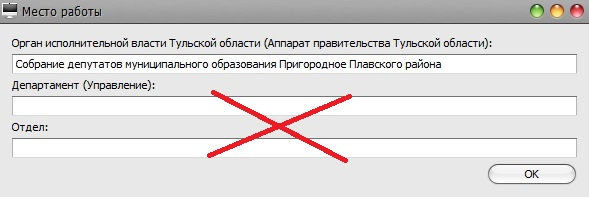 Место работы
Орган исполнительной власти Тульской области (Аппарат правительства Тульской области):
Собрание депутатов муниципального образования Пригородное Плавского района
Департамент (Управление):
Отдел:
OK